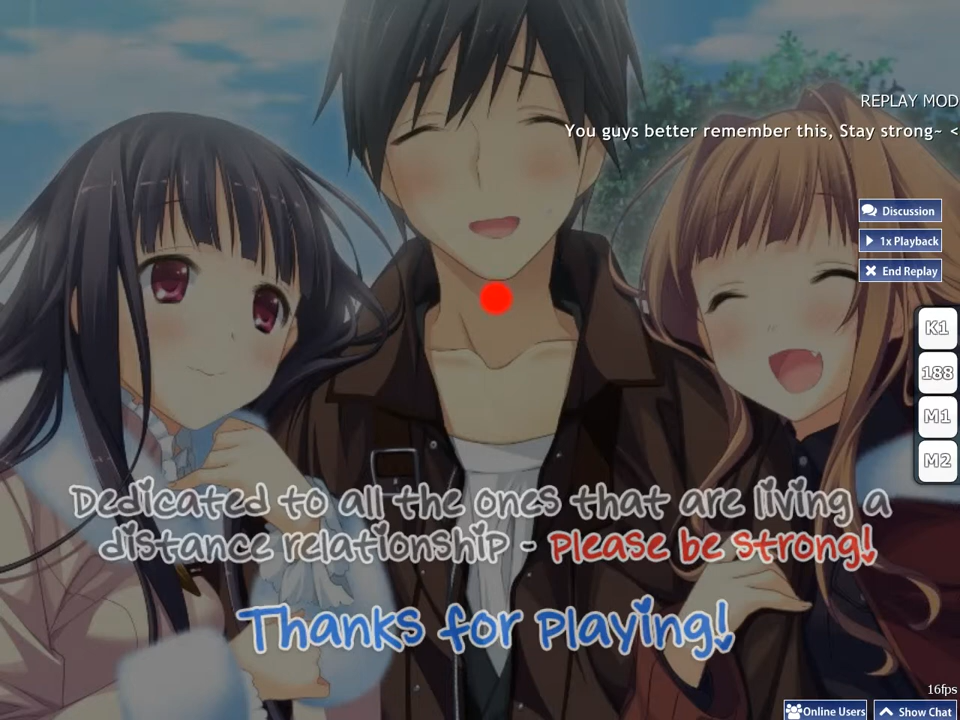 REPLAY MOD
You guys better remember this, Stay strong~ <
Discussion
1x Playback
End Replay
K1
188
M1
M2
Dedicated to all the ones that are living a
distance relationship - Please be strong!
Thanks for Playing!
16fps
Online Users
Show Chat